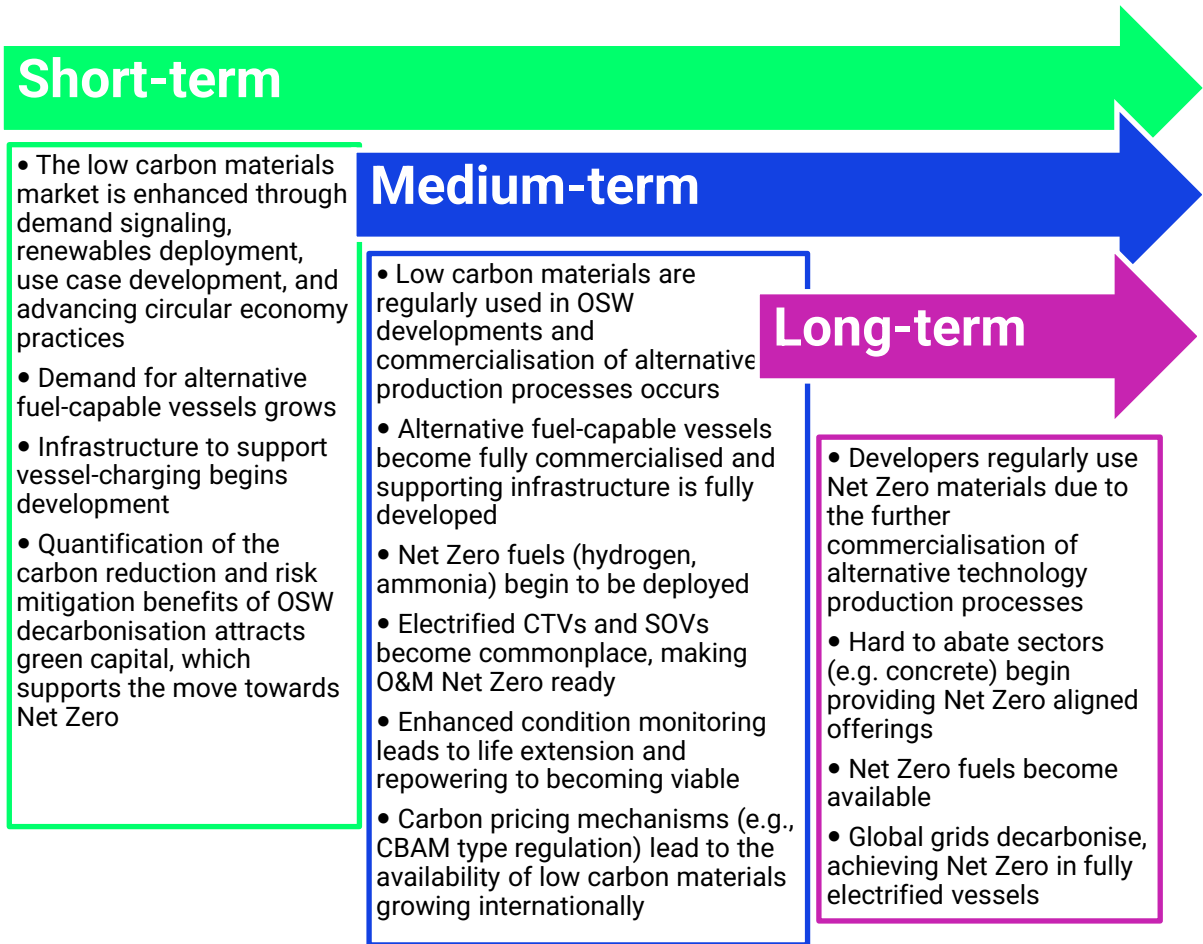 Short-term
• The low carbon materials
market is enhanced through
demand signaling,
renewables deployment,
use case development, and
advancing circular economy
practices
• Demand for alternative
fuel-capable vessels grows
• Infrastructure to support
vessel-charging begins
development
• Quantification of the
carbon reduction and risk
mitigation benefits of OSW
decarbonisation attracts
green capital, which
supports the move towards
Net Zero
Medium-term
• Low carbon materials are
regularly used in OSW
developments and
commercialisation of alternative
production processes occurs
• Alternative fuel-capable vessels
become fully commercialised and
supporting infrastructure is fully
developed
• Net Zero fuels (hydrogen,
ammonia) begin to be deployed
• Electrified CTVs and SOVs
become commonplace, making
O&M Net Zero ready
• Enhanced condition monitoring
leads to life extension and
repowering to becoming viable
• Carbon pricing mechanisms (e.g.,
CBAM type regulation) lead to the
availability of low carbon materials
growing internationally
Long-term
• Developers regularly use
Net Zero materials due to
the further
commercialisation of
alternative technology
production processes
• Hard to abate sectors
(e.g. concrete) begin
providing Net Zero aligned
offerings
• Net Zero fuels become
available
• Global grids decarbonise,
achieving Net Zero in fully
electrified vessels